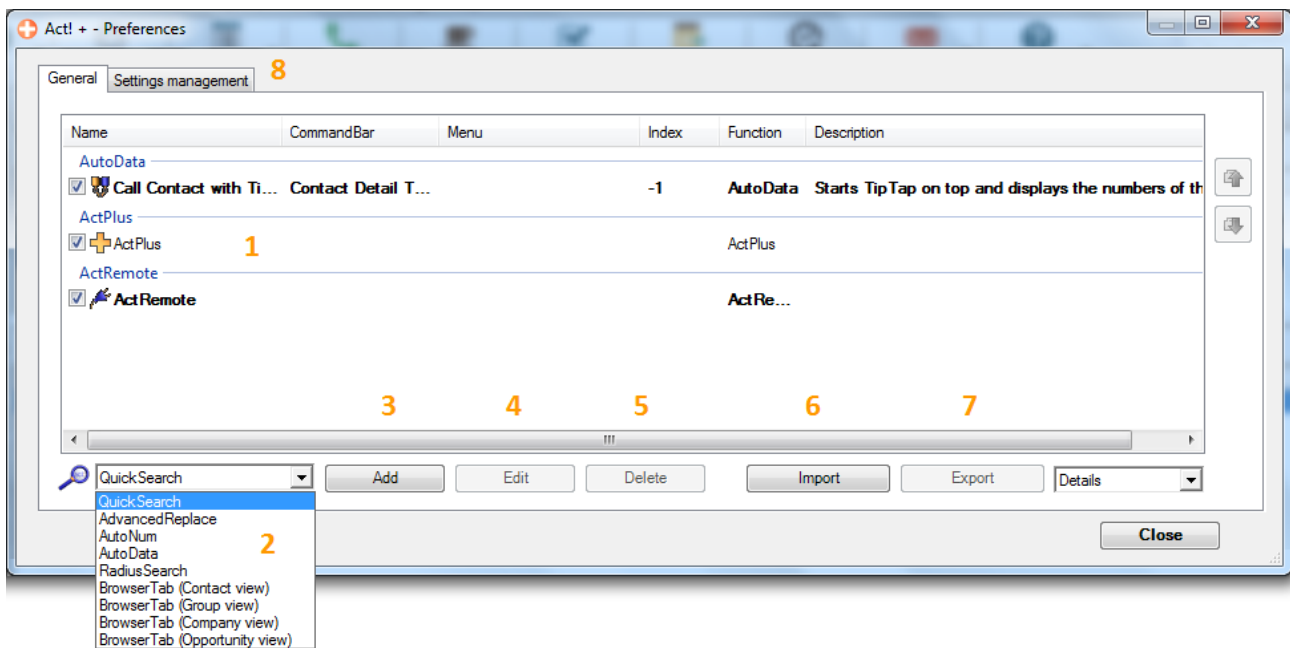 Act! + - Preferences
General Settings management 8
Name CommandBar Menu Index Function Description
AutoData
Call Contact with Ti... Contact Detail T... -1 AutoData Starts TipTap on top and displays the numbers of th
ActPlus
ActPlus 1 ActPlus
ActRemote
ActRemote ActRe...
3 4 5 6 7
QuickSearch Add Edit Delete Import Export Details
QuickSearch
AdvancedReplace
AutoNum
AutoData
2
RadiusSearch
BrowserTab (Contact view)
BrowserTab (Group view)
BrowserTab (Company view)
BrowserTab (Opportunity view)
Close